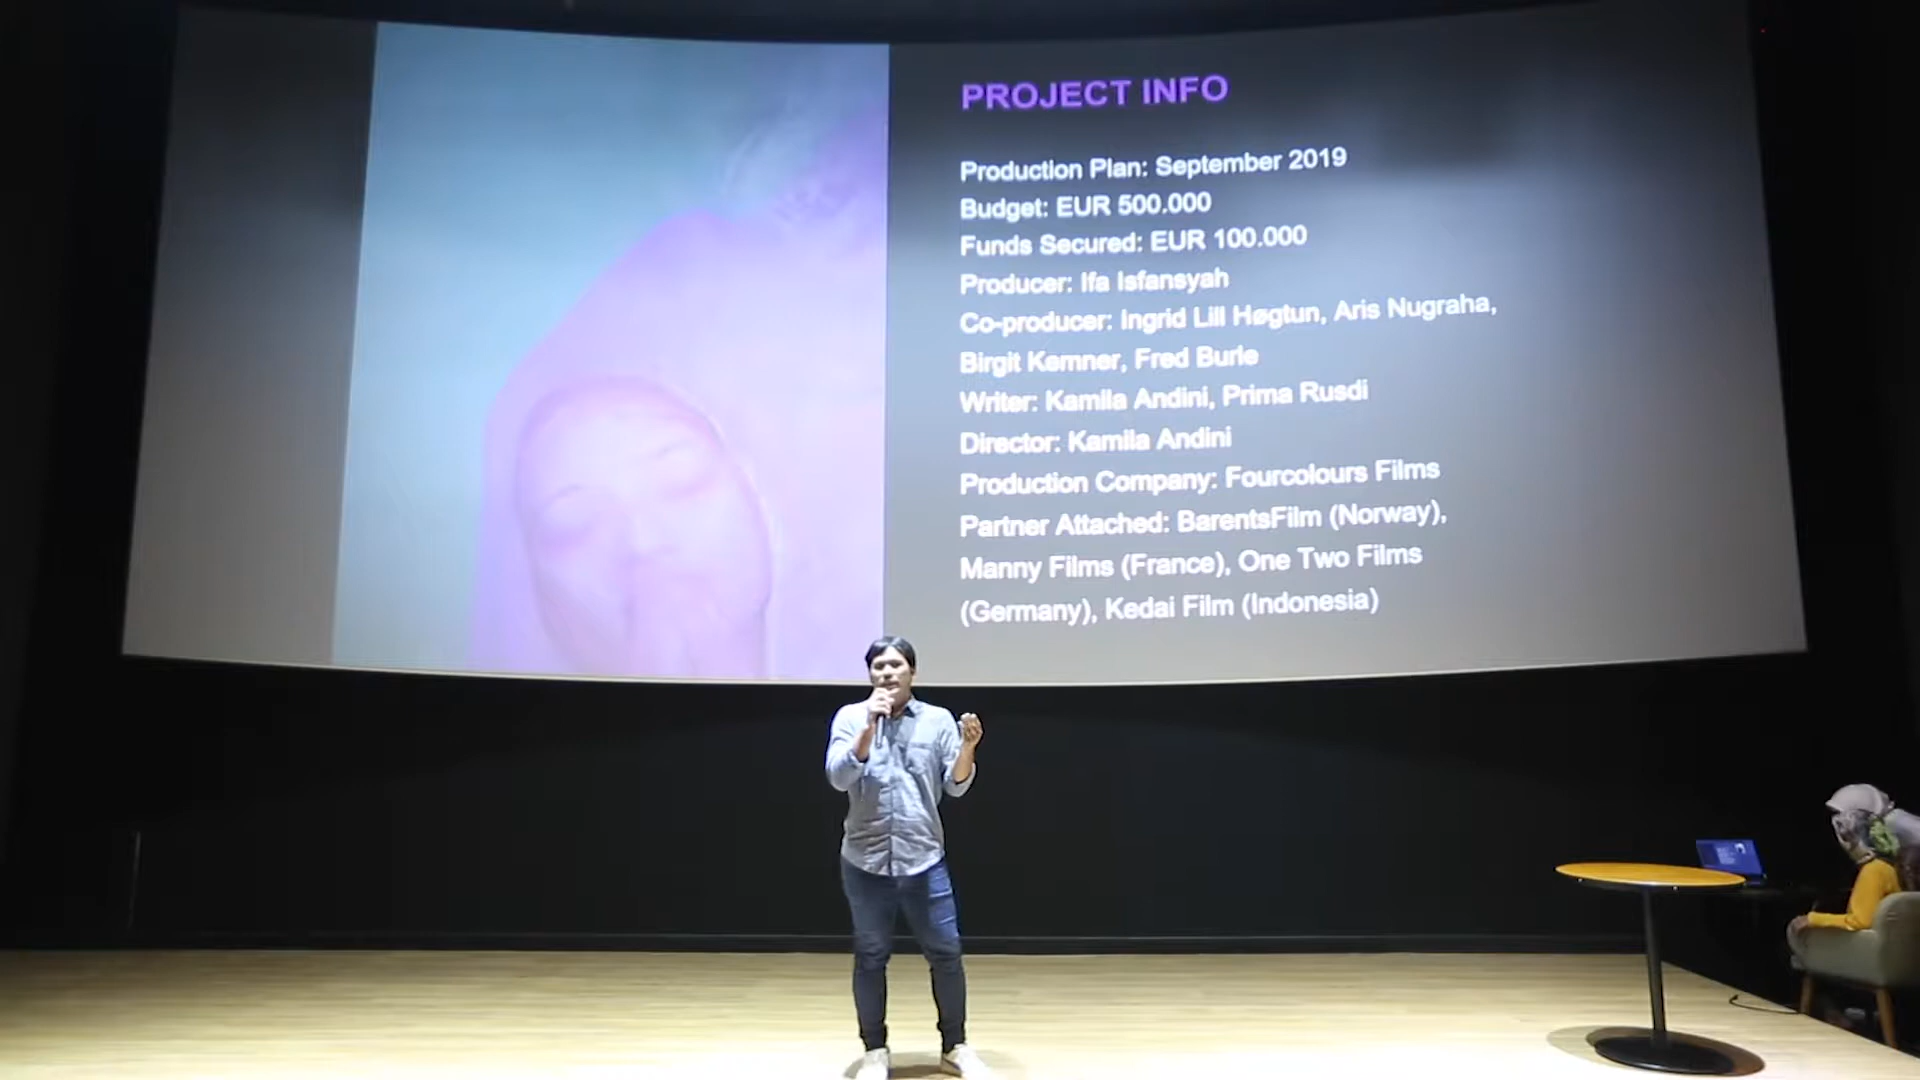 PROJECT INFO
Production Plan: September 2019
Budget: EUR 500.000
Funds Secured: EUR 100.000
Producer: Ifa Isfansyah
Co-producer: Ingrid Lill Høgtun, Aris Nugraha,
Birgit Kemner, Fred Burle
Writer: Kamila Andini, Prima Rusdi
Director: Kamila Andini
Production Company: Fourcolours Films
Partner Attached: BarentsFilm (Norway),
Manny Films (France), One Two Films
(Germany), Kedai Film (Indonesia)